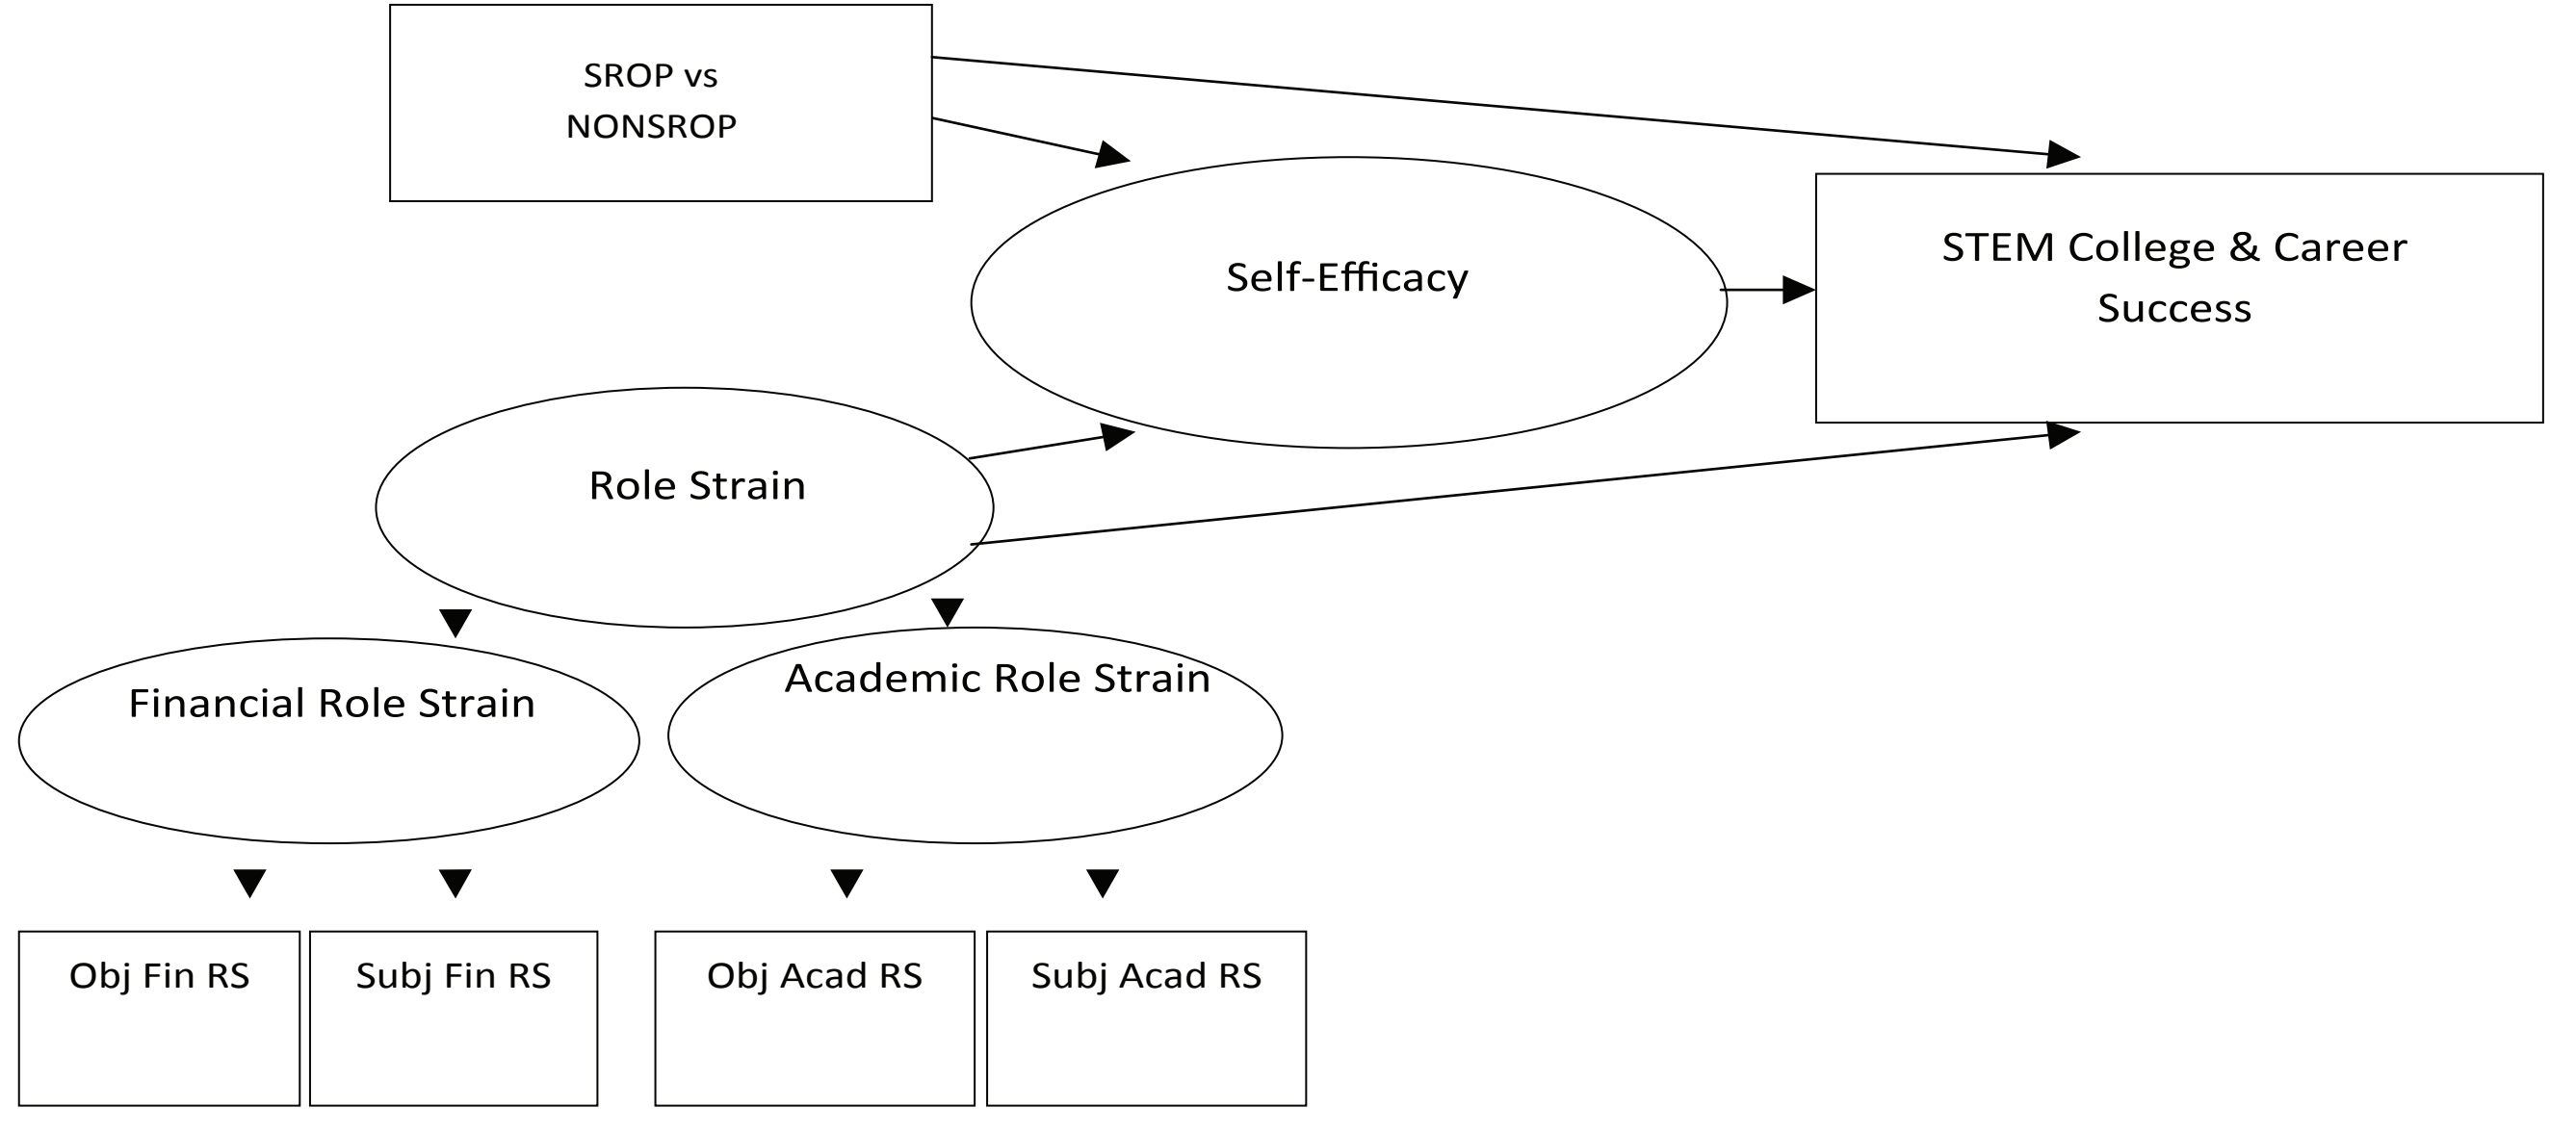 SROP vs
NONSROP
Self-Efficacy
STEM College & Career
Success
Role Strain
Financial Role Strain
Academic Role Strain
Obj Fin RS
Subj Fin RS
Obj Acad RS
Subj Acad RS